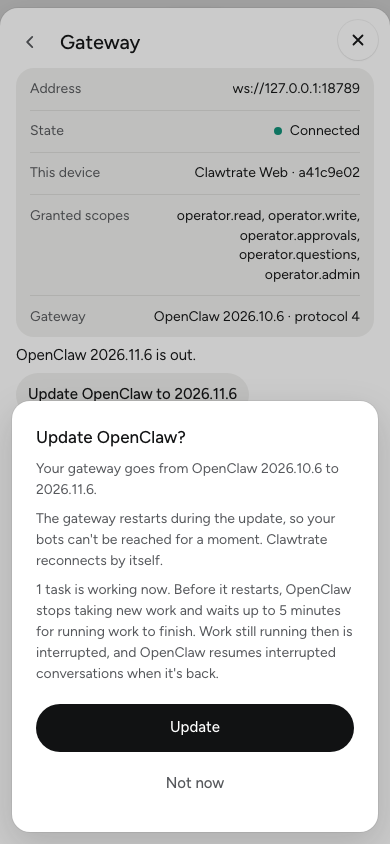 Gateway
Address ws://127.0.0.1:18789
State Connected
This device Clawtrate Web · a41c9e02
Granted scopes operator.read, operator.write,
operator.approvals,
operator.questions,
operator.admin
Gateway OpenClaw 2026.10.6 · protocol 4
OpenClaw 2026.11.6 is out.
Update OpenClaw to 2026.11.6
Update OpenClaw?
Your gateway goes from OpenClaw 2026.10.6 to
2026.11.6.
The gateway restarts during the update, so your
bots can't be reached for a moment. Clawtrate
reconnects by itself.
1 task is working now. Before it restarts, OpenClaw
stops taking new work and waits up to 5 minutes
for running work to finish. Work still running then is
interrupted, and OpenClaw resumes interrupted
conversations when it's back.
Update
Not now